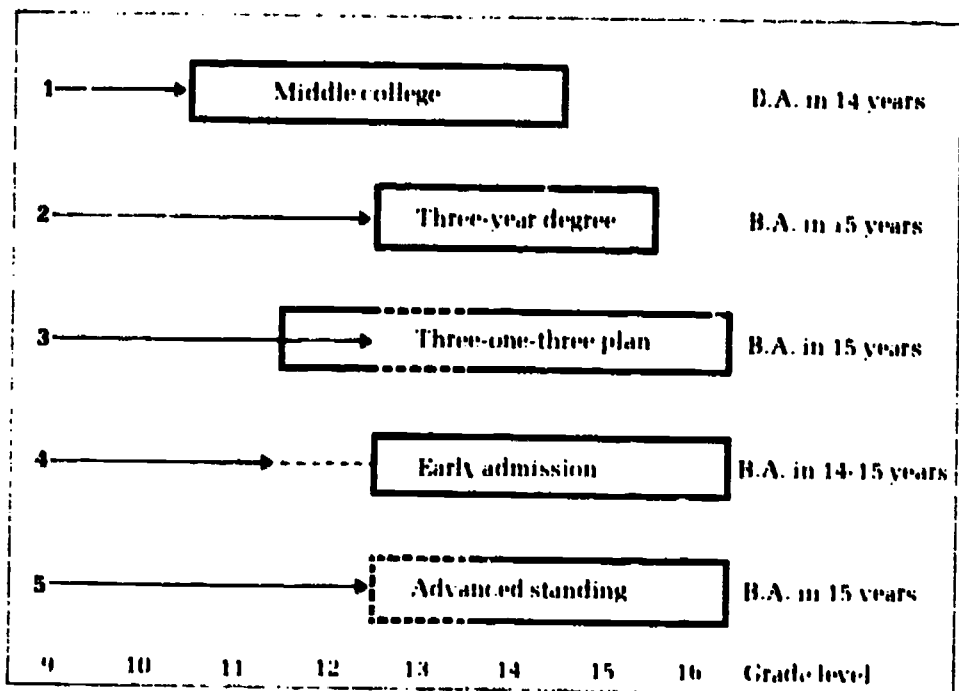 1 Middle college B.A. in 14 years
2 Three-year degree B.A. in 15 years
3 Three-one-three plan B.A. in 15 years
4 Early admission B.A. in 14-15 years
5 Advanced standing B.A. in 15 years
9 10 11 12 13 14 15 16 Grade level